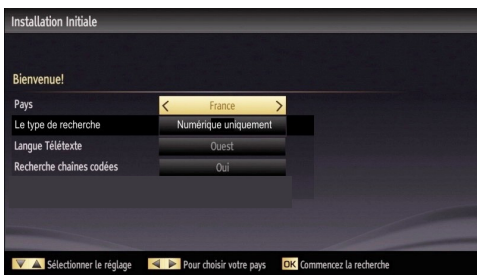 Installation Initiale
Bienvenue!
Pays < France >
Le type de recherche Numérique uniquement
Langue Télétexte Ouest
Recherche chaînes codées Oui
Sélectionner le réglage Pour choisir votre pays OK Commencez la recherche